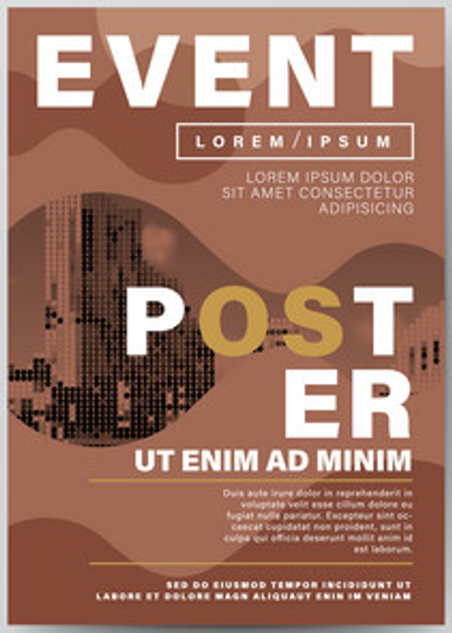 EVENT
LOREM/IPSUM
LOREM IPSUM DOLOR
SIT AMET CONSECTETUR
ADIPISICING
POST
ER
UT ENIM AD MINIM
Duis aute irure dolor in reprehenderit in
voluptate velit esse cillum dolore eu
fugiat nulla pariatur. Excepteur sint oc-
caecat cupidatat non proident, sunt in
culpa qui officia deserunt mollit anim id
est laborum.
SED DO EIUSMOD TEMPOR INCIDIDUNT UT
LABORE ET DOLORE MAGN ALIQUAUT ENIM IM VENIAM